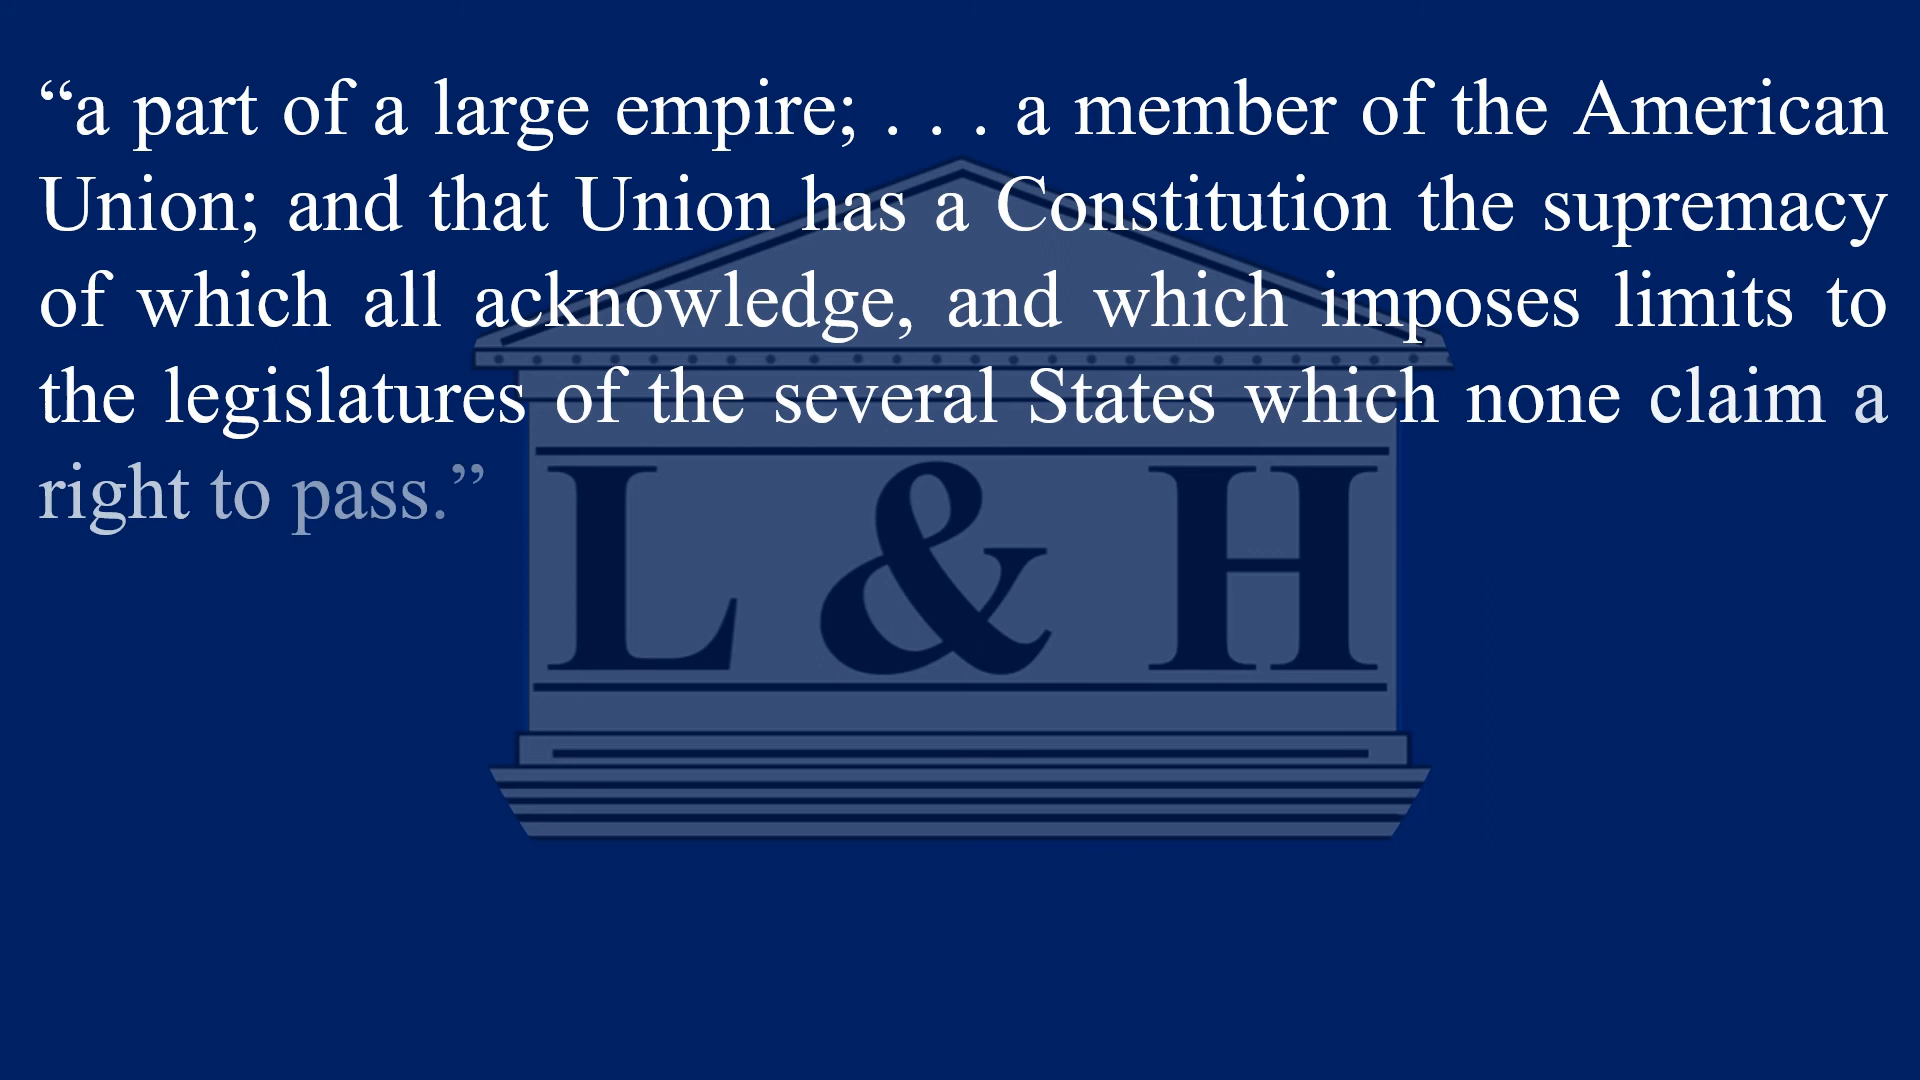 “a part of a large empire; . . . a member of the American
Union; and that Union has a Constitution the supremacy
of which all acknowledge, and which imposes limits to
the legislatures of the several States which none claim a
right to pass.”
L & H